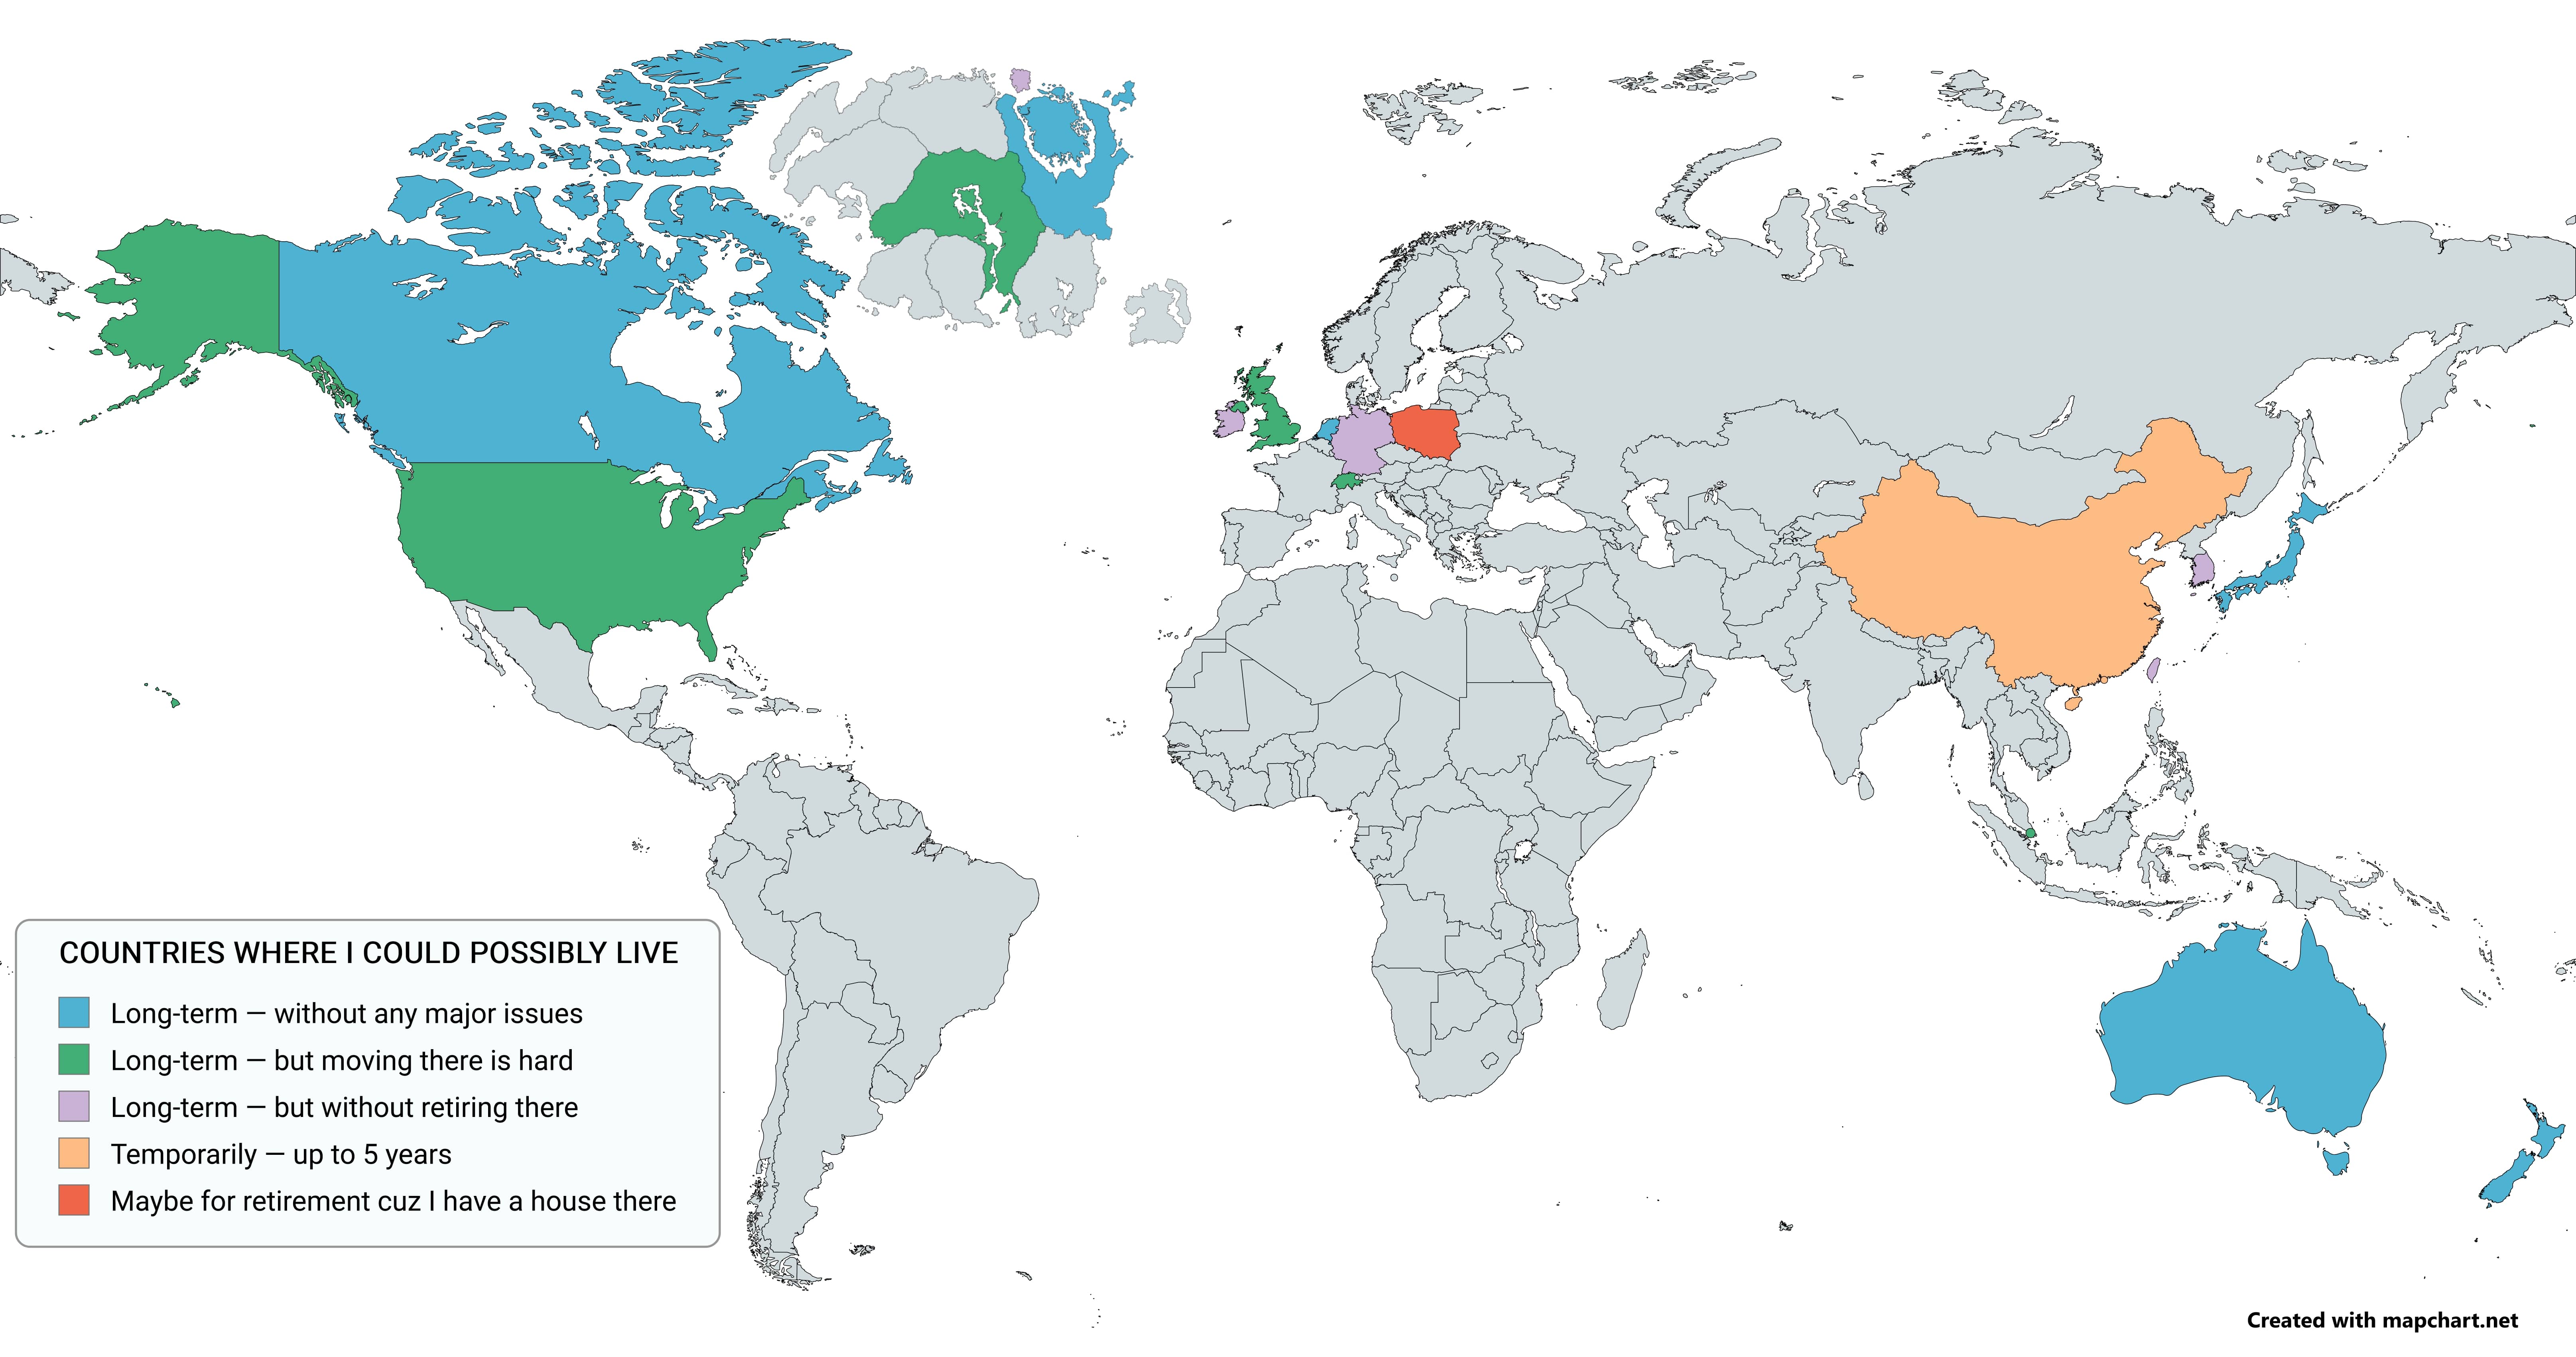 COUNTRIES WHERE I COULD POSSIBLY LIVE
Long-term — without any major issues
Long-term — but moving there is hard
Long-term — but without retiring there
Temporarily — up to 5 years
Maybe for retirement cuz I have a house there
Created with mapchart.net